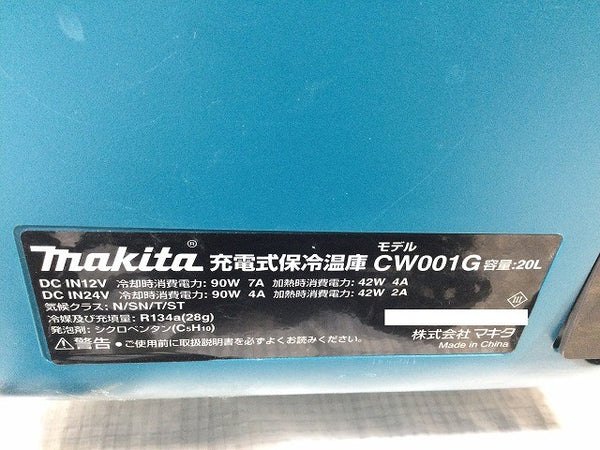 makita® 充電式保冷温庫 モデル CW001G 容量:20L
DC IN12V 冷却時消費電力: 90W 7A 加熱時消費電力: 42W 4A
DC IN24V 冷却時消費電力: 90W 4A 加熱時消費電力: 42W 2A
気候クラス: N/SN/T/ST
冷媒及び充填量: R134a(28g)
発泡剤: シクロペンタン(C₅H₁₀)
⚠警告 ●ご使用前に取扱説明書を必ずよくお読みください。
株式会社 マキタ
Made in China